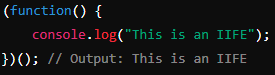 (function() {
    console.log("This is an IIFE");
})(); // Output: This is an IIFE